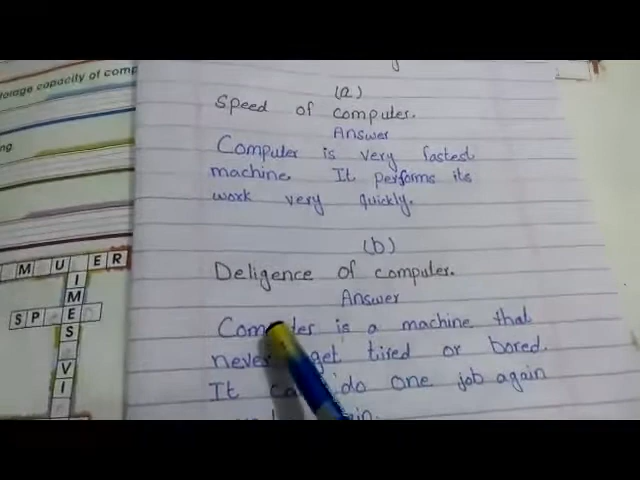 storage capacity of comp
ng.
M U E R
I
M
S P E
S
V
I
(a)
Speed of computer.
Answer
Computer is very fastest
machine. It performs its
work very quickly.
(b)
Deligence of computer.
Answer
is a machine that
never get tired or bored.
It do one job again